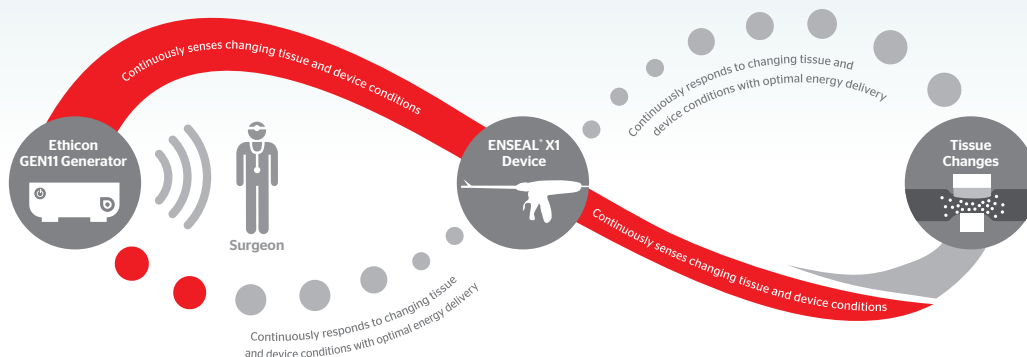 Continuously senses changing tissue and device conditions
Continuously responds to changing tissue and
device conditions with optimal energy delivery
Ethicon
GEN11 Generator
ENSEAL® X1
Device
Tissue
Changes
Surgeon
Continuously senses changing tissue and device conditions
Continuously responds to changing tissue
and device conditions with optimal energy delivery